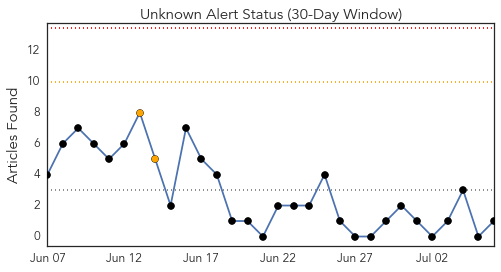 Unknown Alert Status (30-Day Window)
Articles Found
12
10
8
6
4
2
0
Jun 07 Jun 12 Jun 17 Jun 22 Jun 27 Jul 02